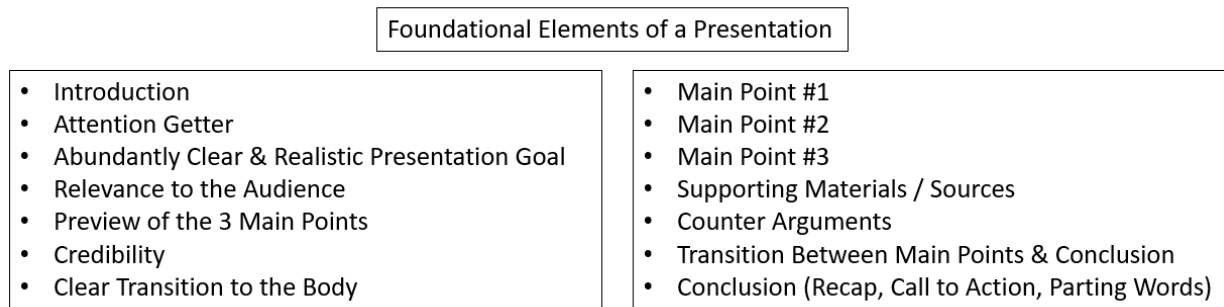 Foundational Elements of a Presentation
• Introduction
• Attention Getter
• Abundantly Clear & Realistic Presentation Goal
• Relevance to the Audience
• Preview of the 3 Main Points
• Credibility
• Clear Transition to the Body
• Main Point #1
• Main Point #2
• Main Point #3
• Supporting Materials / Sources
• Counter Arguments
• Transition Between Main Points & Conclusion
• Conclusion (Recap, Call to Action, Parting Words)